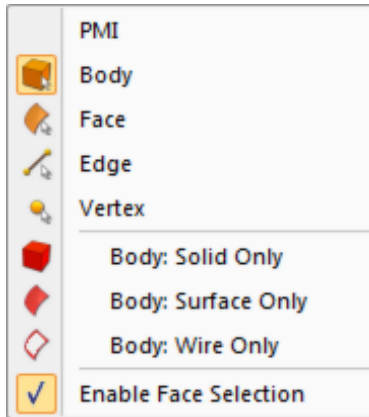 PMI
Body
Face
Edge
Vertex
Body: Solid Only
Body: Surface Only
Body: Wire Only
Enable Face Selection